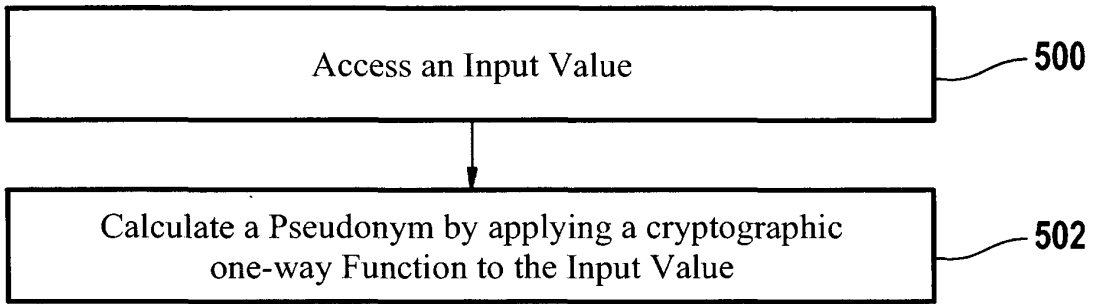 Access an Input Value
500
Calculate a Pseudonym by applying a cryptographic
one-way Function to the Input Value
502